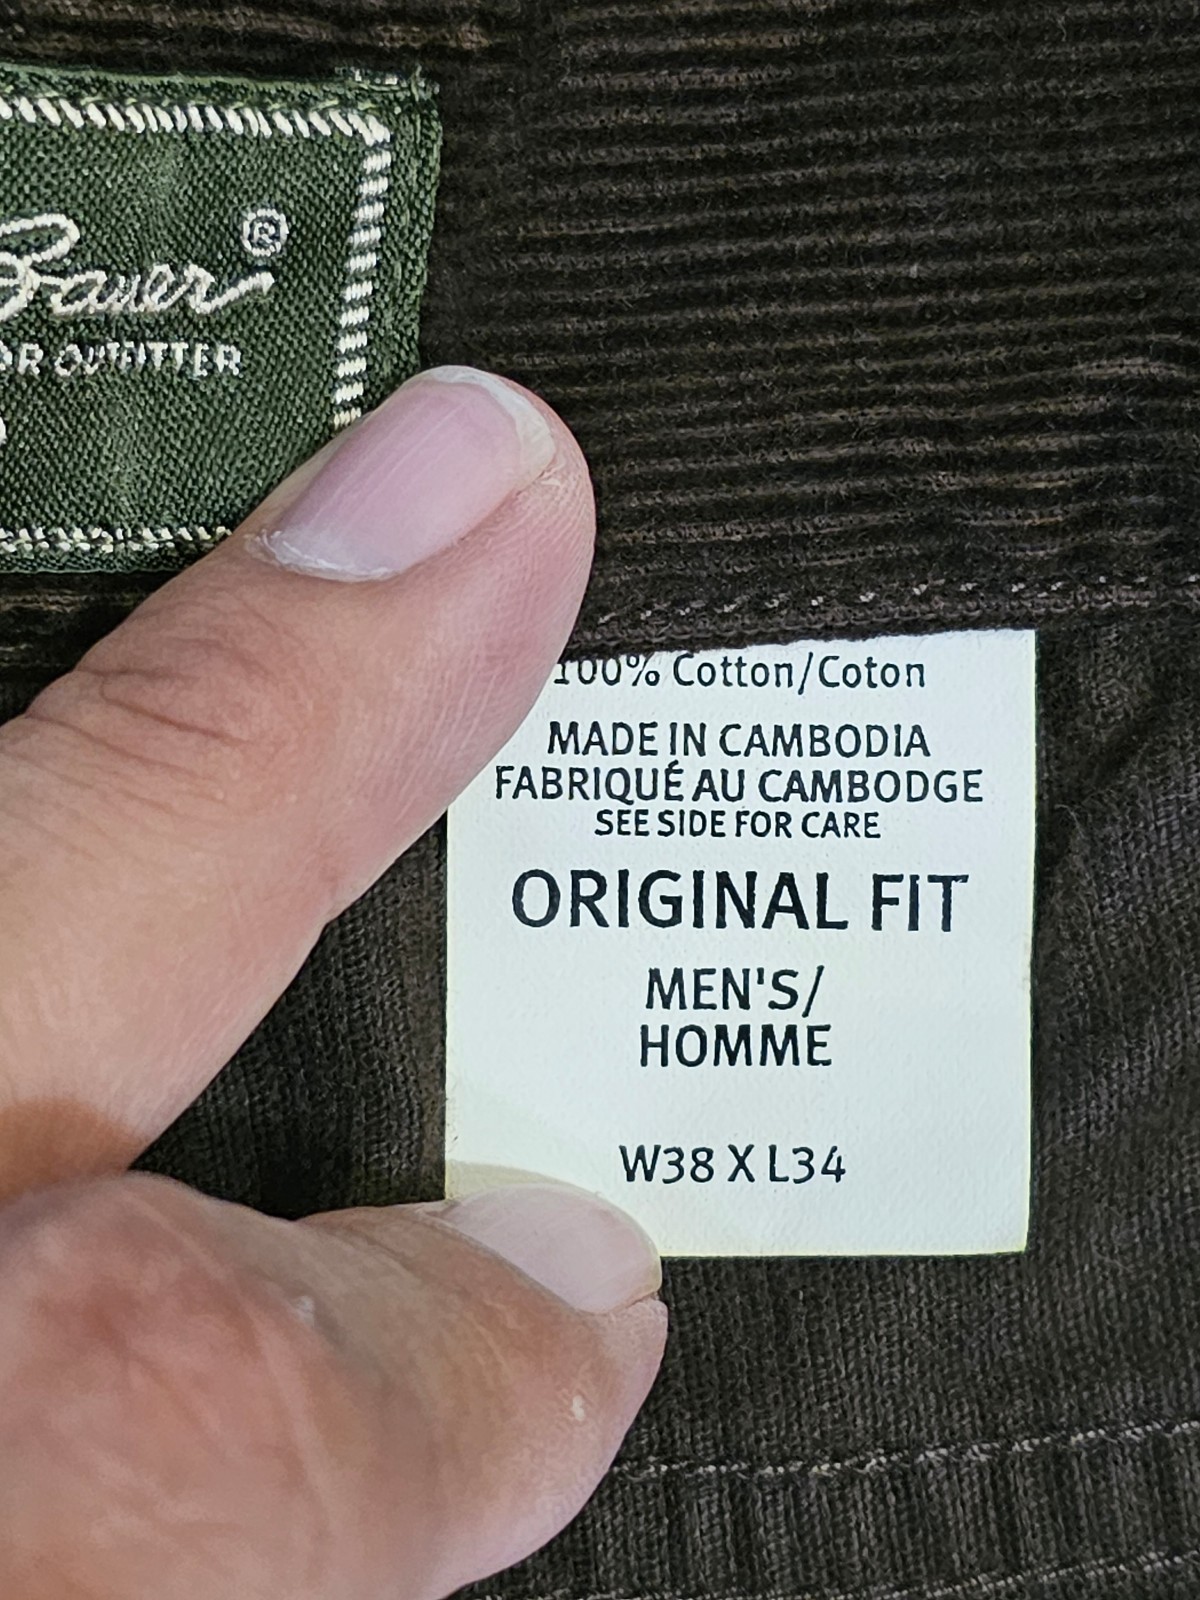 Bauer®
OR OUTFITTER
100% Cotton/Coton
MADE IN CAMBODIA
FABRIQUÉ AU CAMBODGE
SEE SIDE FOR CARE
ORIGINAL FIT
MEN'S/
HOMME
W38 X L34